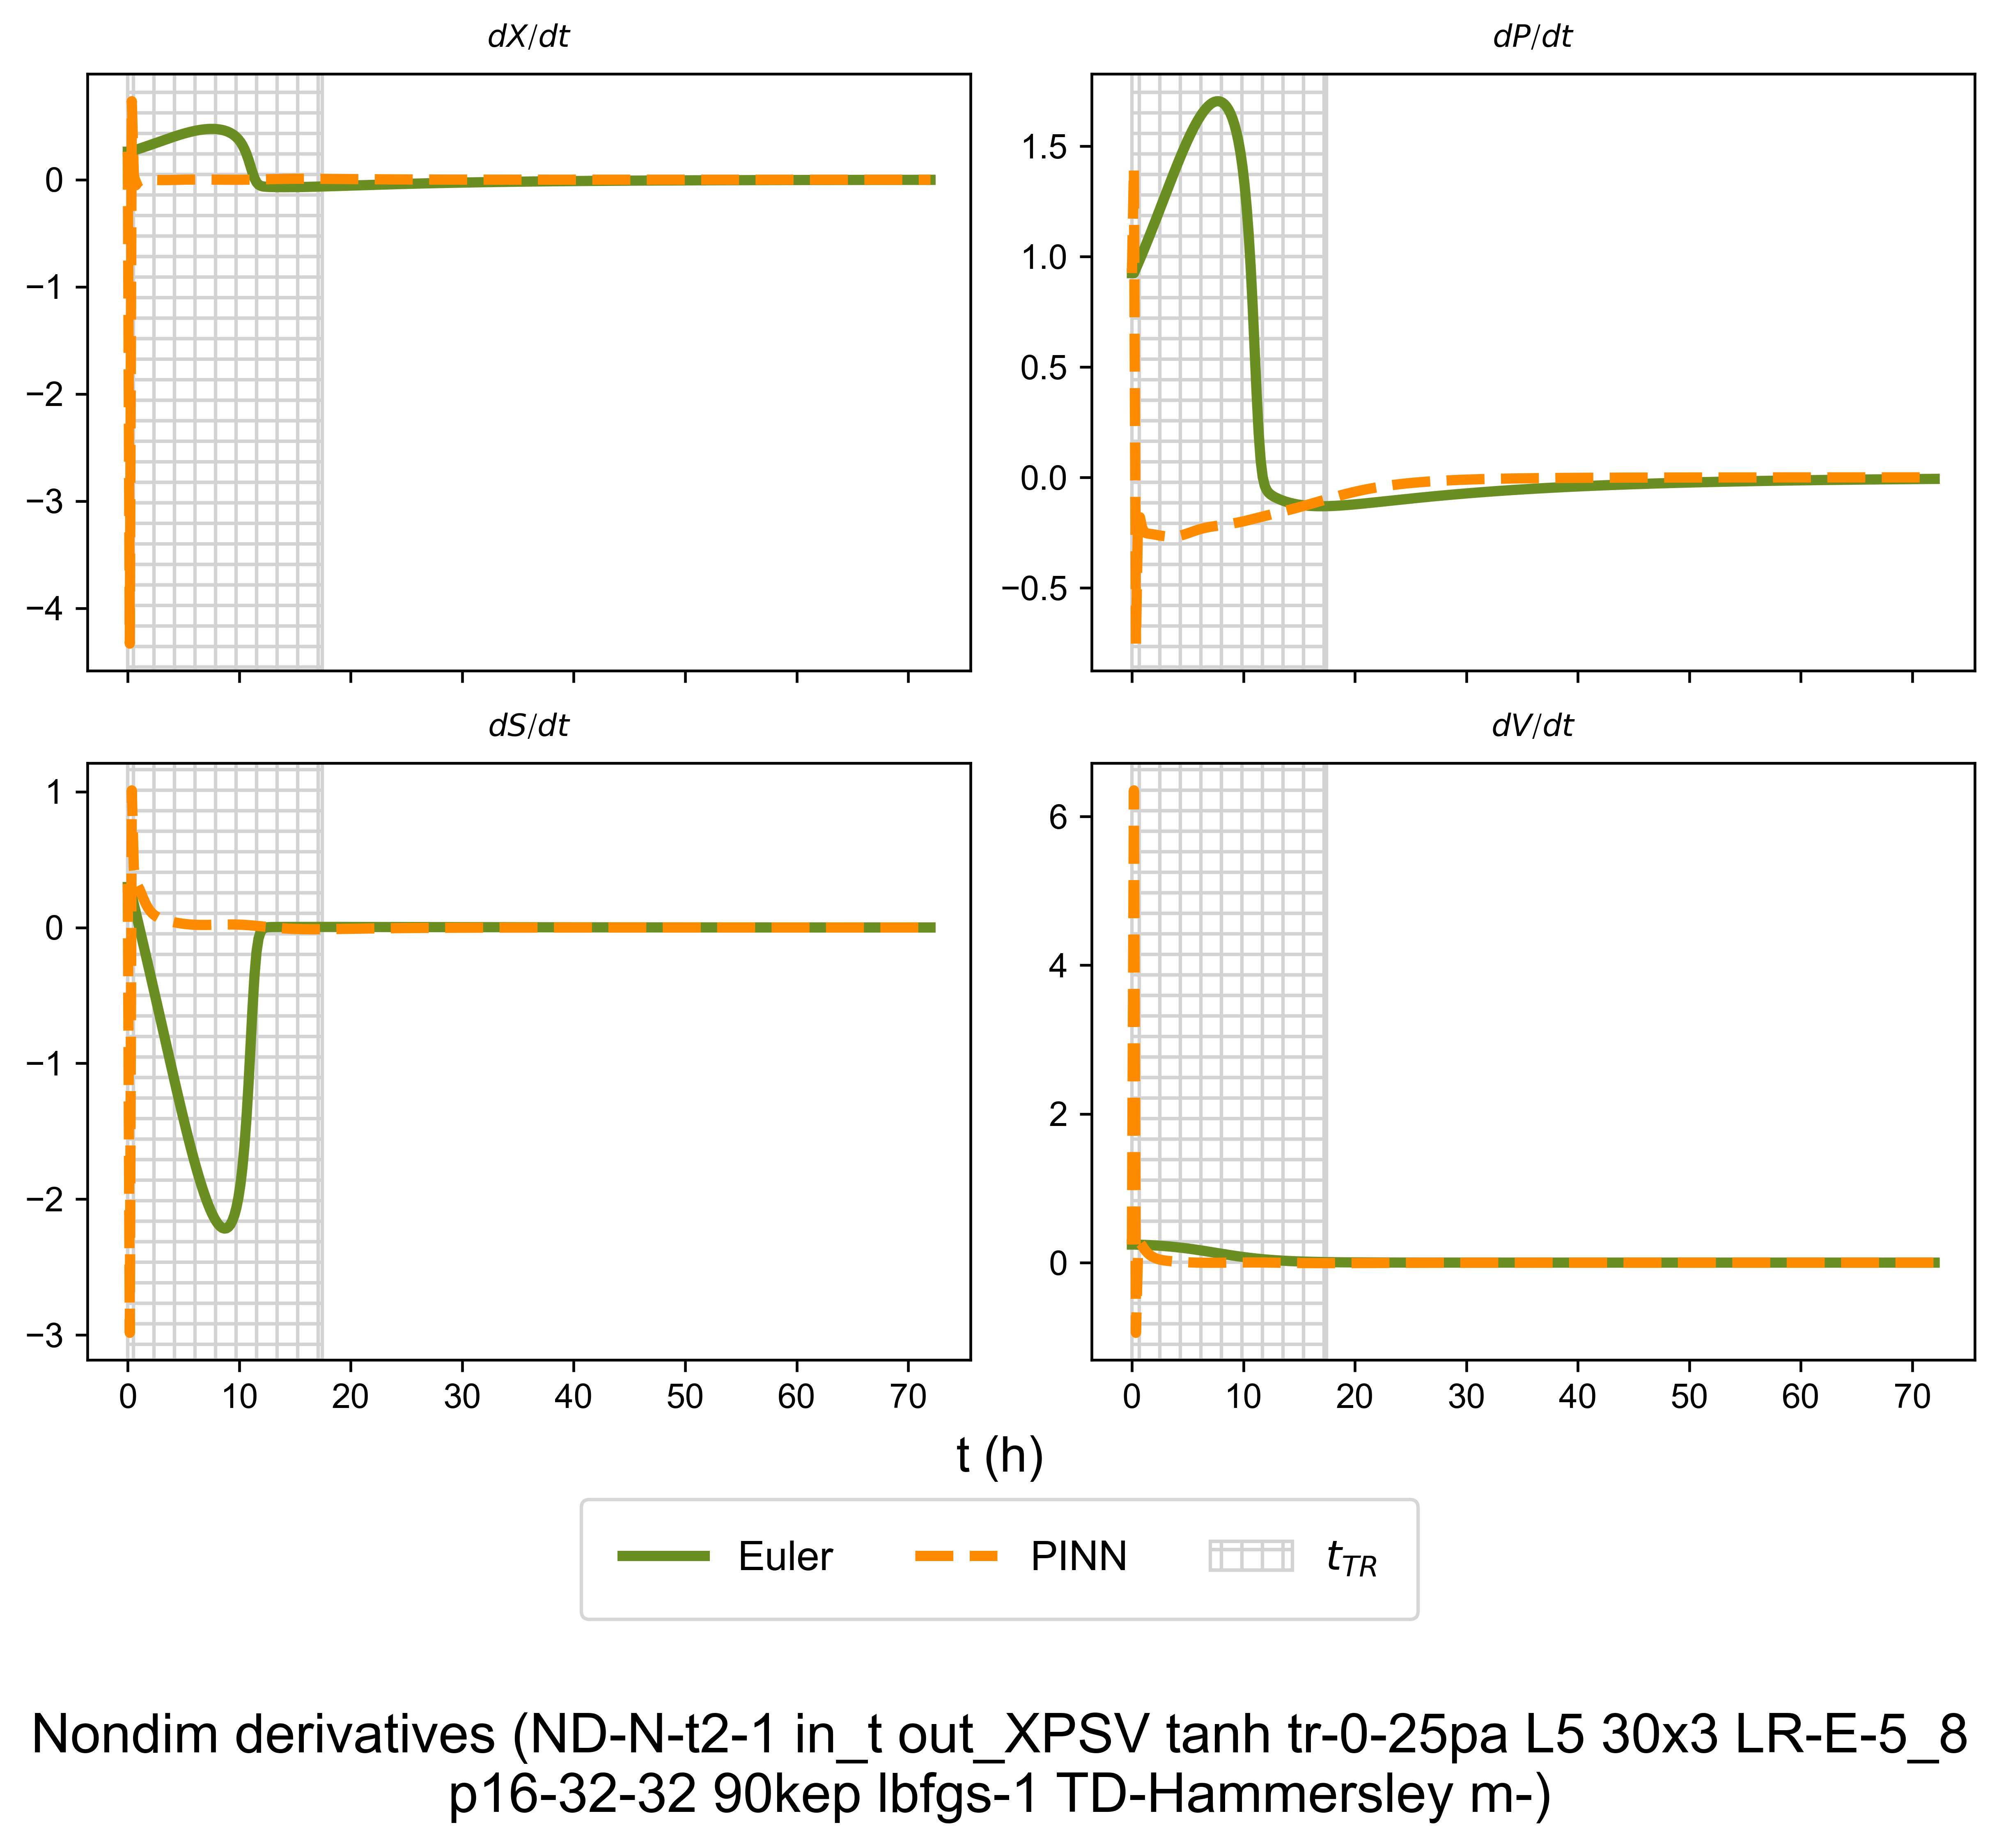 dX/dt
dP/dt
0
−1
−2
−3
−4
1.5
1.0
0.5
0.0
−0.5
dS/dt
dV/dt
1
0
−1
−2
−3
6
4
2
0
0 10 20 30 40 50 60 70
0 10 20 30 40 50 60 70
t (h)
Euler PINN t_{TR}
Nondim derivatives (ND-N-t2-1 in_t out_XPSV tanh tr-0-25pa L5 30x3 LR-E-5_8
p16-32-32 90kep lbfgs-1 TD-Hammersley m-)